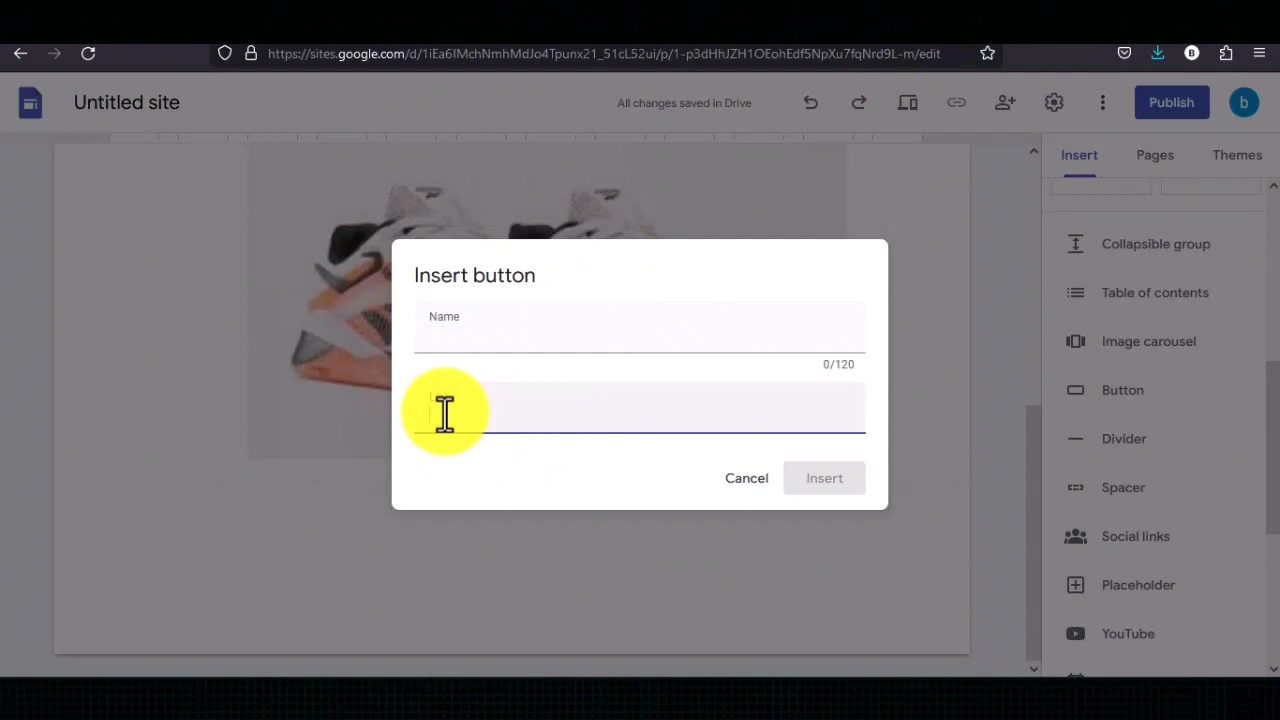 https://sites.google.com/d/1iEa6IMchNmhMdJo4Tpunx21_51cL52ui/p/1-p3dHhJZH1OEohEdf5NpXu7fqNrd9L-m/edit
B
Untitled site
All changes saved in Drive
Publish
b
Insert
Pages
Themes
Collapsible group
Table of contents
Image carousel
Button
Divider
Spacer
Social links
Placeholder
YouTube
Insert button
Name
0/120
Cancel
Insert